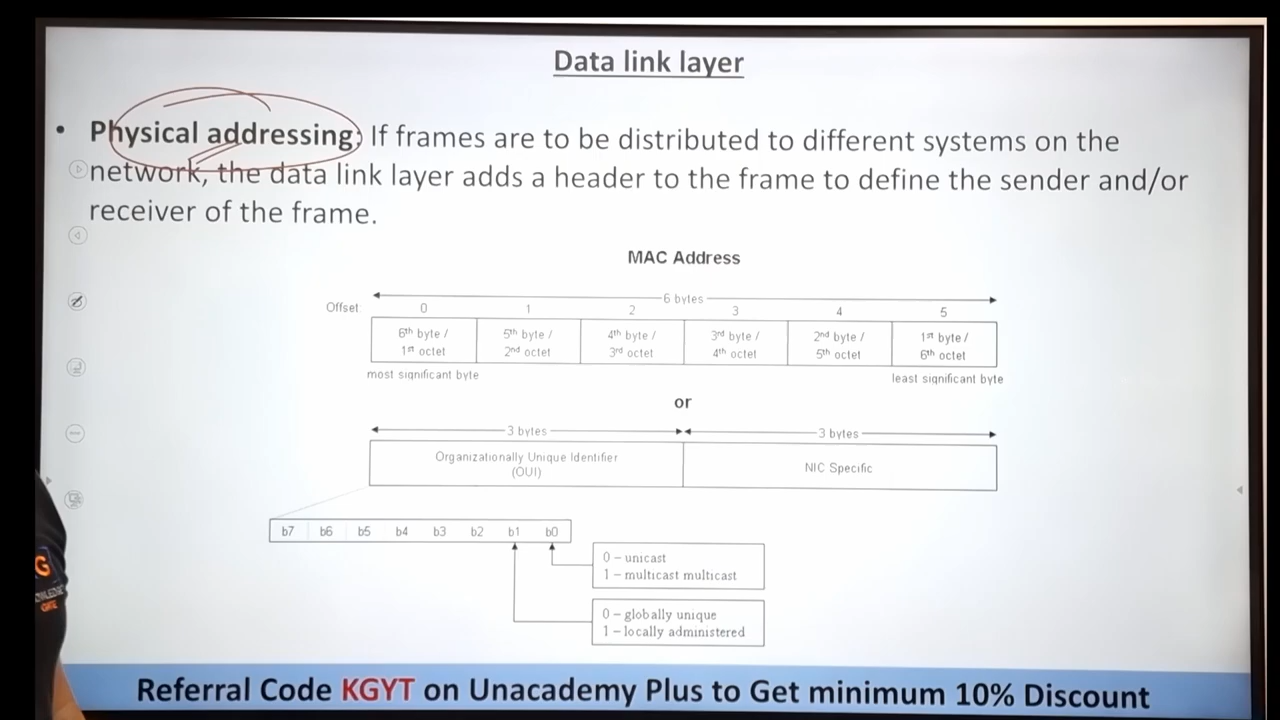 Data link layer
• Physical addressing: If frames are to be distributed to different systems on the
network, the data link layer adds a header to the frame to define the sender and/or
receiver of the frame.
MAC Address
6 bytes
Offset: 0 1 2 3 4 5
6th byte / 5th byte / 4th byte / 3rd byte / 2nd byte / 1st byte /
1st octet 2nd octet 3rd octet 4th octet 5th octet 6th octet
most significant byte least significant byte
or
3 bytes 3 bytes
Organizationally Unique Identifier
(OUI)
NIC Specific
b7 b6 b5 b4 b3 b2 b1 b0
0 – unicast
1 – multicast multicast
0 – globally unique
1 – locally administered
G
Referral Code KGYT on Unacademy Plus to Get minimum 10% Discount